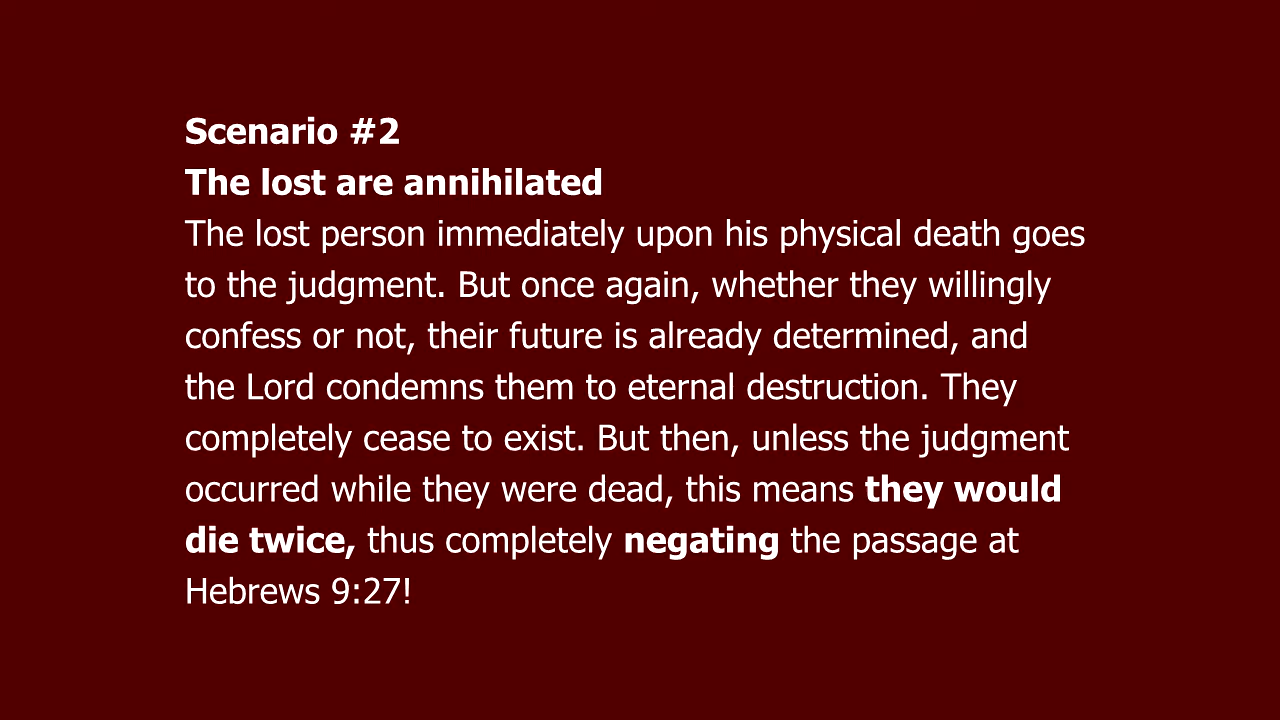 Scenario #2
The lost are annihilated
The lost person immediately upon his physical death goes
to the judgment. But once again, whether they willingly
confess or not, their future is already determined, and
the Lord condemns them to eternal destruction. They
completely cease to exist. But then, unless the judgment
occurred while they were dead, this means they would
die twice, thus completely negating the passage at
Hebrews 9:27!